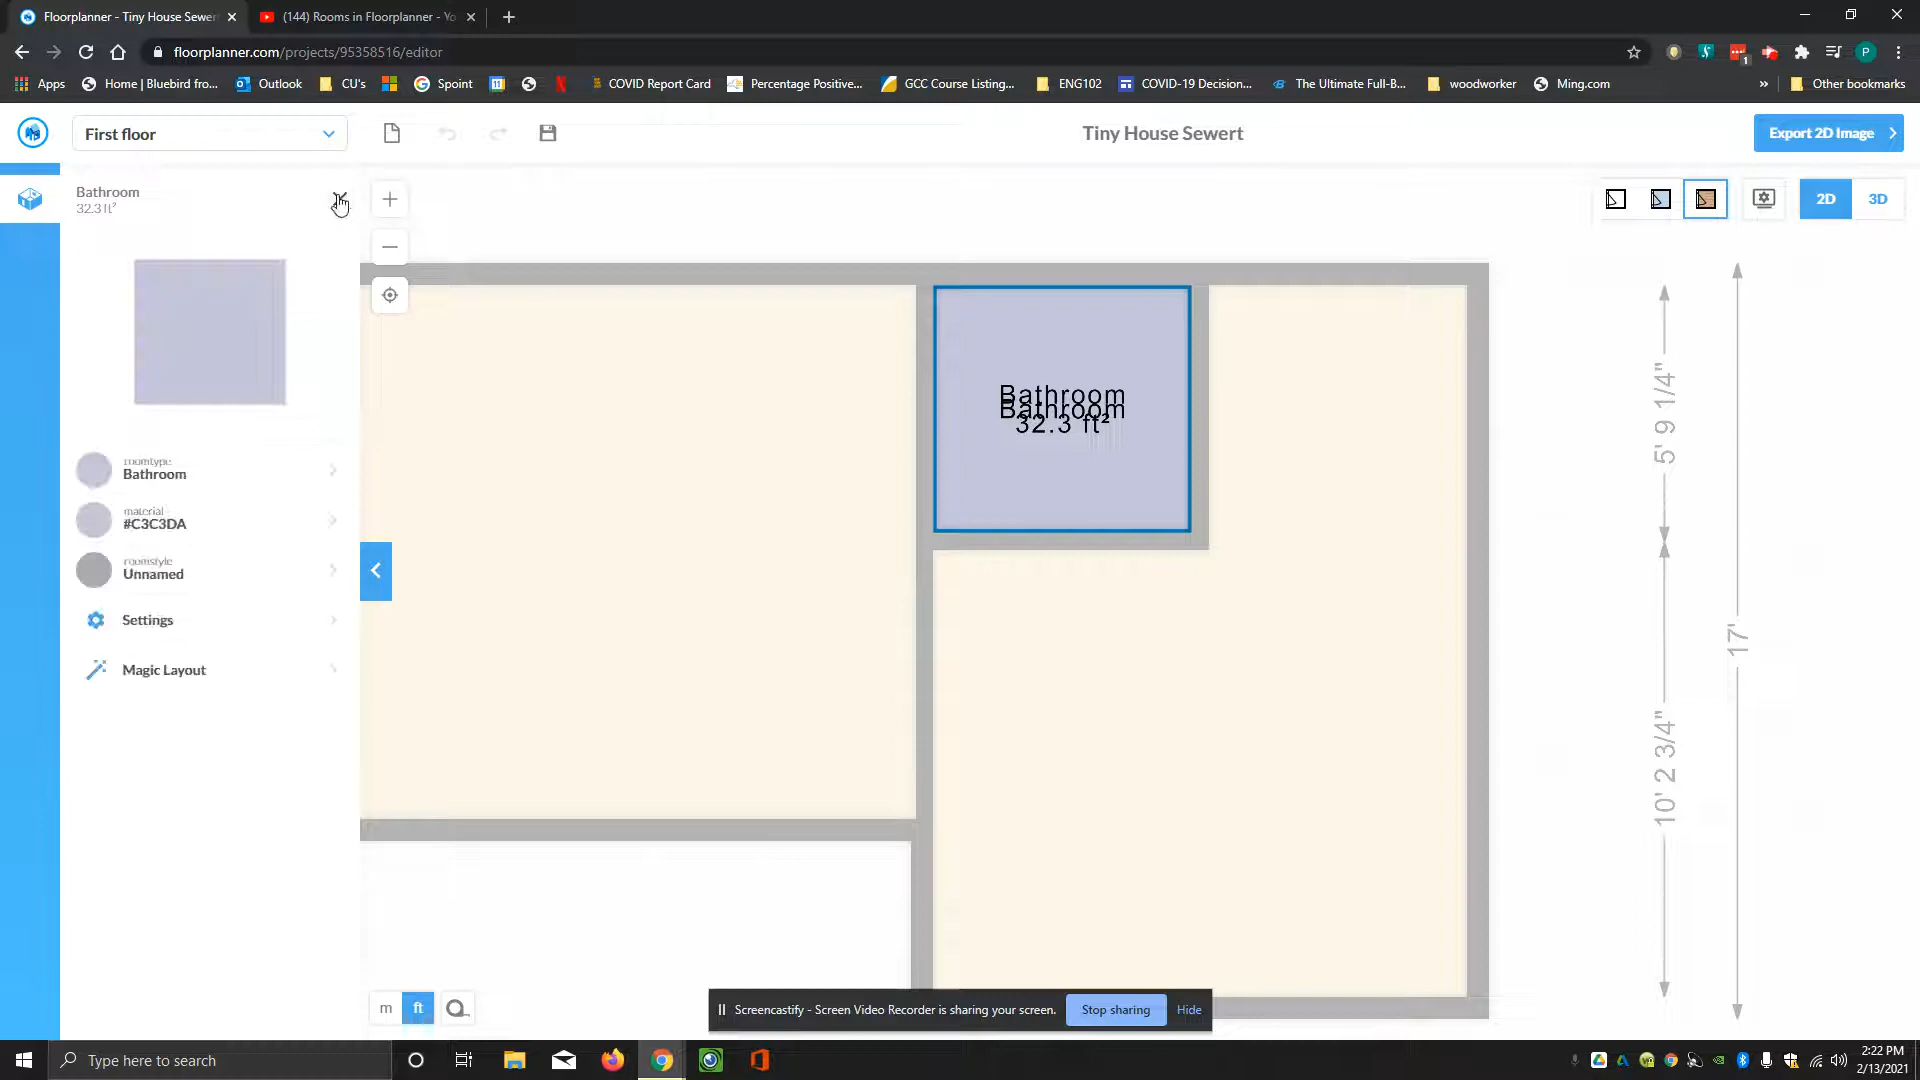 Floorplanner - Tiny House Sewer
(144) Rooms in Floorplanner - Yo
floorplanner.com/projects/95358516/editor
Apps
Home | Bluebird fro...
Outlook
CU's
Spoint
COVID Report Card
Percentage Positive...
GCC Course Listing...
ENG102
COVID-19 Decision...
The Ultimate Full-B...
woodworker
Ming.com
»
Other bookmarks
First floor
Tiny House Sewert
Export 2D Image
Bathroom
32.3 ft²
2D
3D
Bathroom
Bathroom
32.3 ft²
5' 9 1/4"
17'
10' 2 3/4"
roomtype
Bathroom
material
#C3C3DA
roomstyle
Unnamed
Settings
Magic Layout
m
ft
Screencastify - Screen Video Recorder is sharing your screen.
Stop sharing
Hide
Type here to search
2:22 PM
2/13/2021